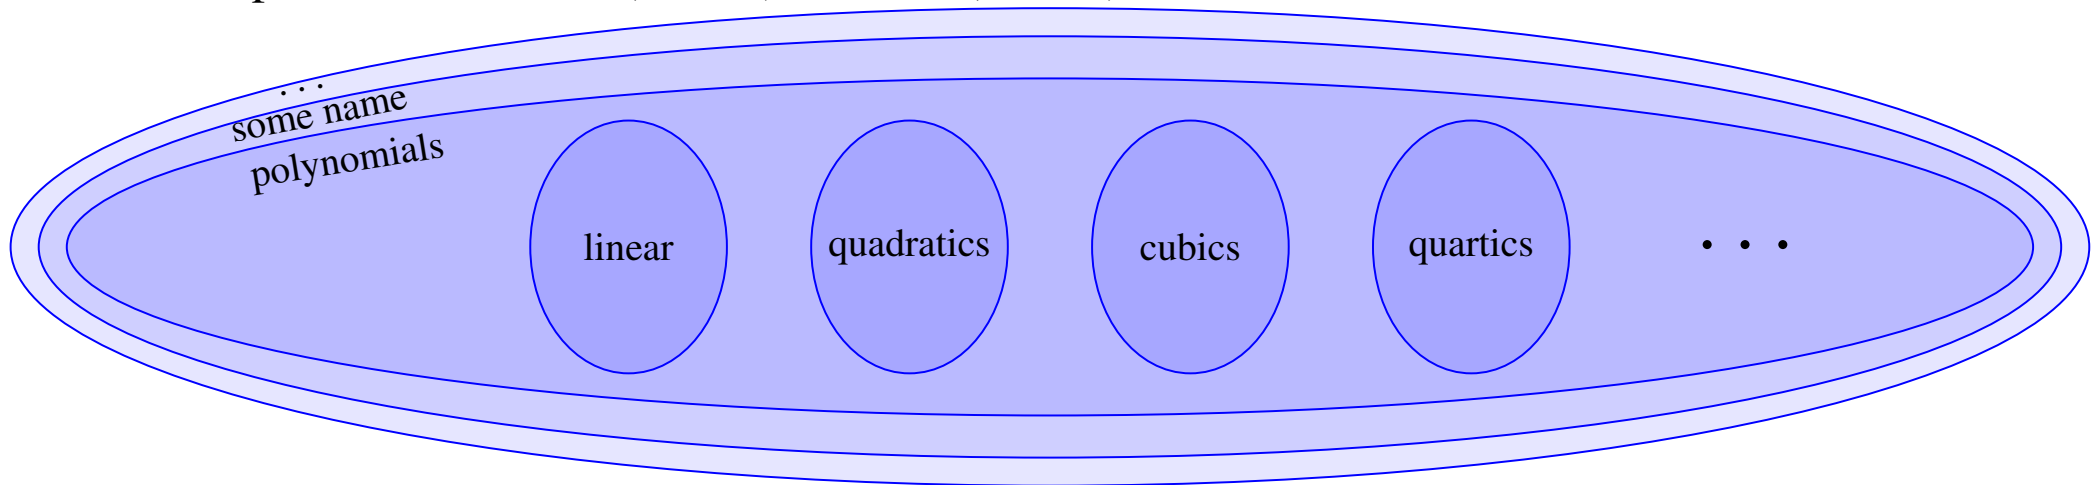 . . .
some name
polynomials
linear
quadratics
cubics
quartics
. . .